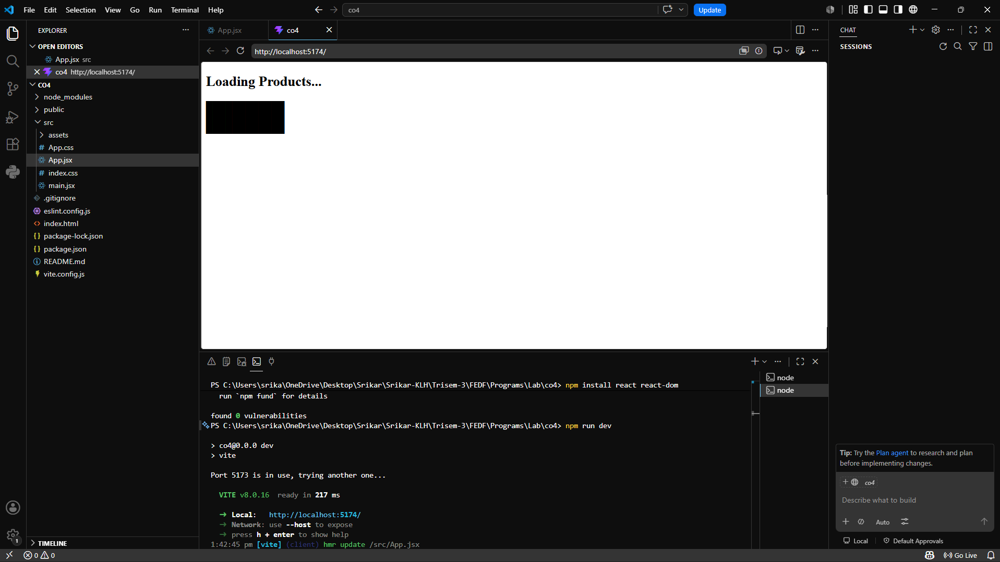 File Edit Selection View Go Run Terminal Help
co4
Update
EXPLORER
OPEN EDITORS
App.jsx src
co4 http://localhost:5174/
CO4
node_modules
public
src
assets
App.css
App.jsx
index.css
main.jsx
.gitignore
eslint.config.js
index.html
package-lock.json
package.json
README.md
vite.config.js
TIMELINE
App.jsx
co4
http://localhost:5174/
Loading Products...
PS C:\Users\srika\OneDrive\Desktop\Srikar\Srikar-KLH\Trisem-3\FEDF\Programs\Lab\co4> npm install react react-dom
run `npm fund` for details
found 0 vulnerabilities
PS C:\Users\srika\OneDrive\Desktop\Srikar\Srikar-KLH\Trisem-3\FEDF\Programs\Lab\co4> npm run dev
> co4@0.0.0 dev
> vite
Port 5173 is in use, trying another one...
VITE v8.0.16 ready in 217 ms
➜ Local: http://localhost:5174/
➜ Network: use --host to expose
➜ press h + enter to show help
1:42:45 pm [vite] (client) hmr update /src/App.jsx
node
node
CHAT
SESSIONS
Tip: Try the Plan agent to research and plan
before implementing changes.
co4
Describe what to build
Auto
Local Default Approvals
1
0 0
Go Live